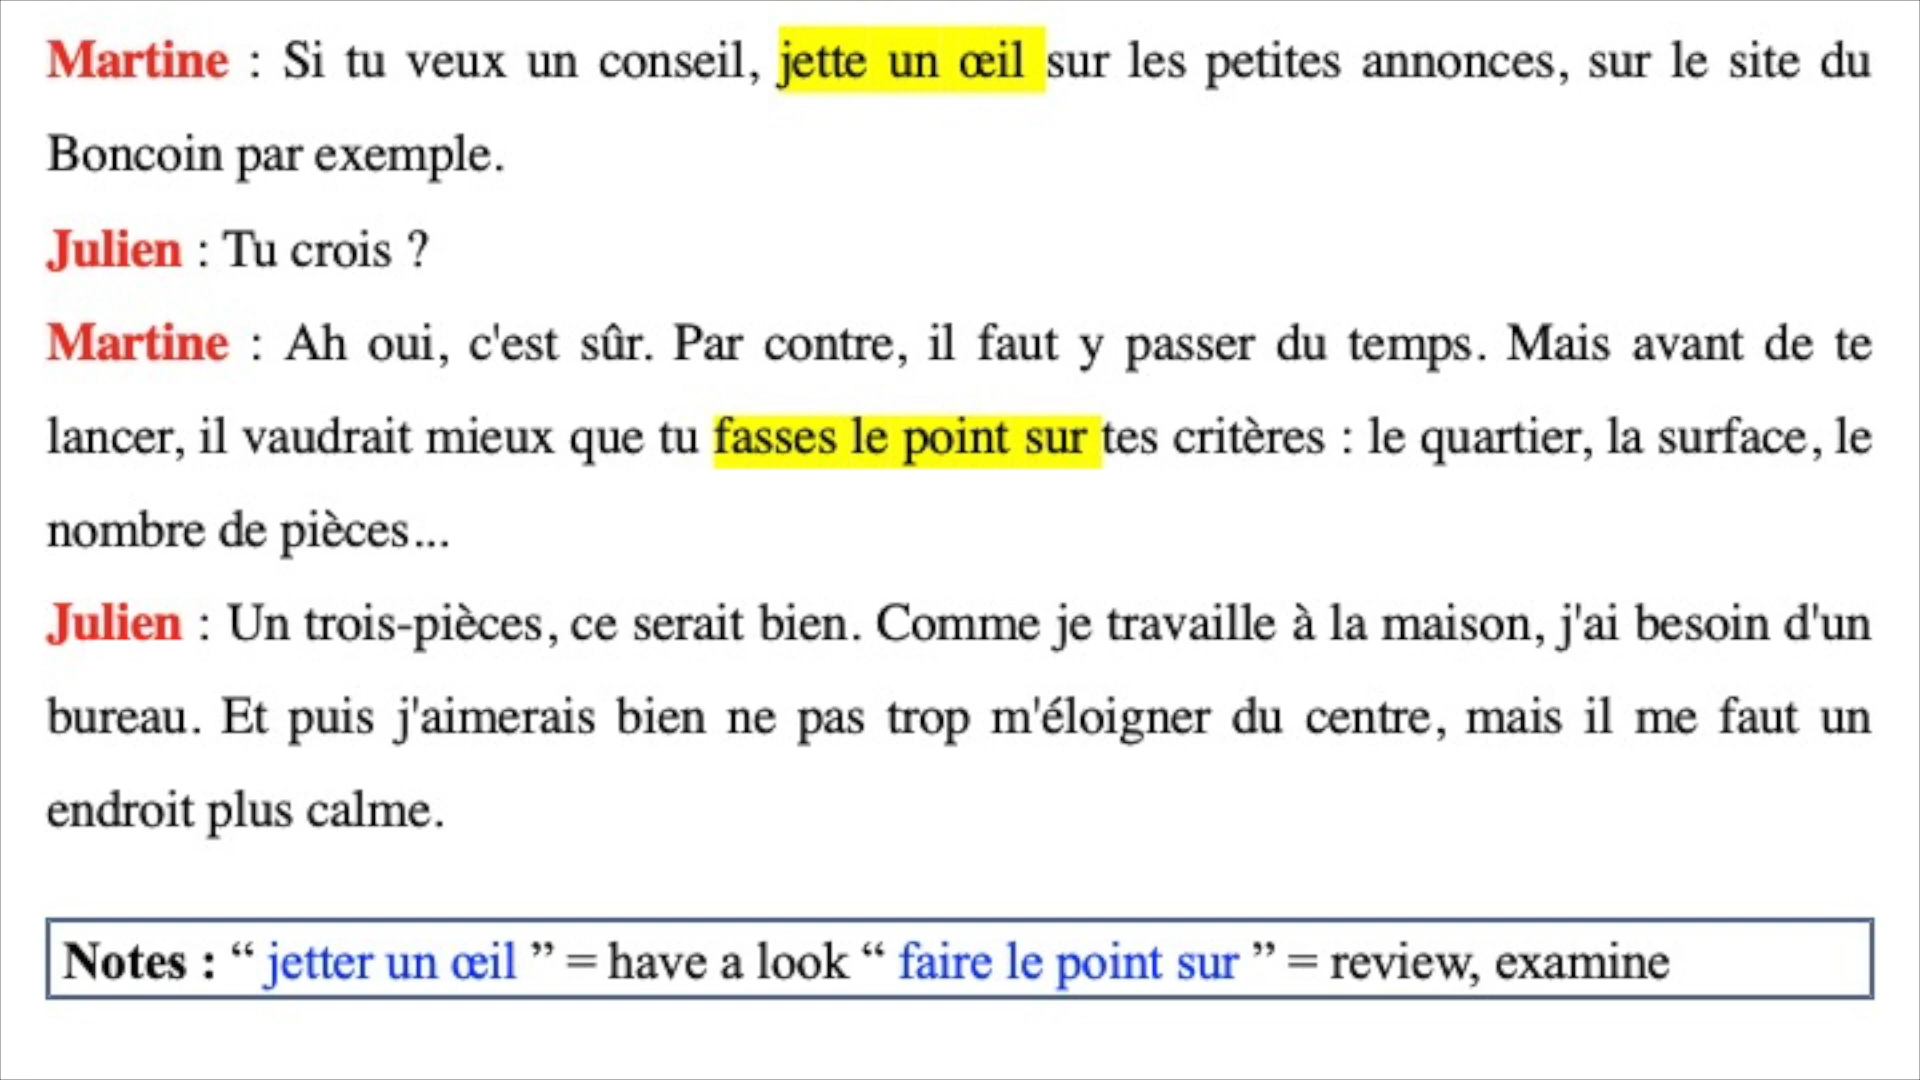 Martine : Si tu veux un conseil, jette un œil sur les petites annonces, sur le site du
Boncoin par exemple.
Julien : Tu crois ?
Martine : Ah oui, c'est sûr. Par contre, il faut y passer du temps. Mais avant de te
lancer, il vaudrait mieux que tu fasses le point sur tes critères : le quartier, la surface, le
nombre de pièces...
Julien : Un trois-pièces, ce serait bien. Comme je travaille à la maison, j'ai besoin d'un
bureau. Et puis j'aimerais bien ne pas trop m'éloigner du centre, mais il me faut un
endroit plus calme.
Notes : “ jetter un œil ” = have a look “ faire le point sur ” = review, examine